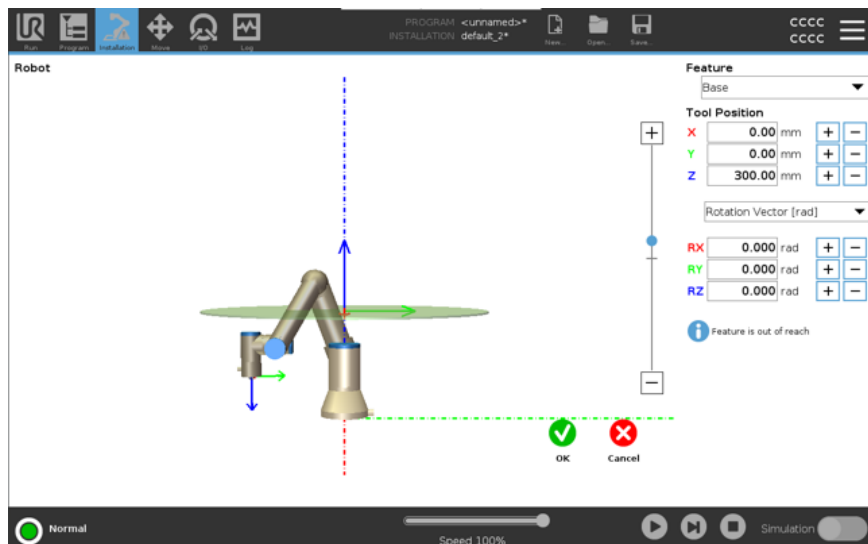 PROGRAM <unnamed>*
INSTALLATION default_2*
Run
Program
Installation
Move
I/O
Log
New...
Open...
Save...
CCCC
CCCC
Robot
Feature
Base
Tool Position
X 0.00 mm + −
Y 0.00 mm + −
Z 300.00 mm + −
Rotation Vector [rad]
RX 0.000 rad + −
RY 0.000 rad + −
RZ 0.000 rad + −
i Feature is out of reach
+
−
OK
Cancel
Normal
Speed 100%
Simulation